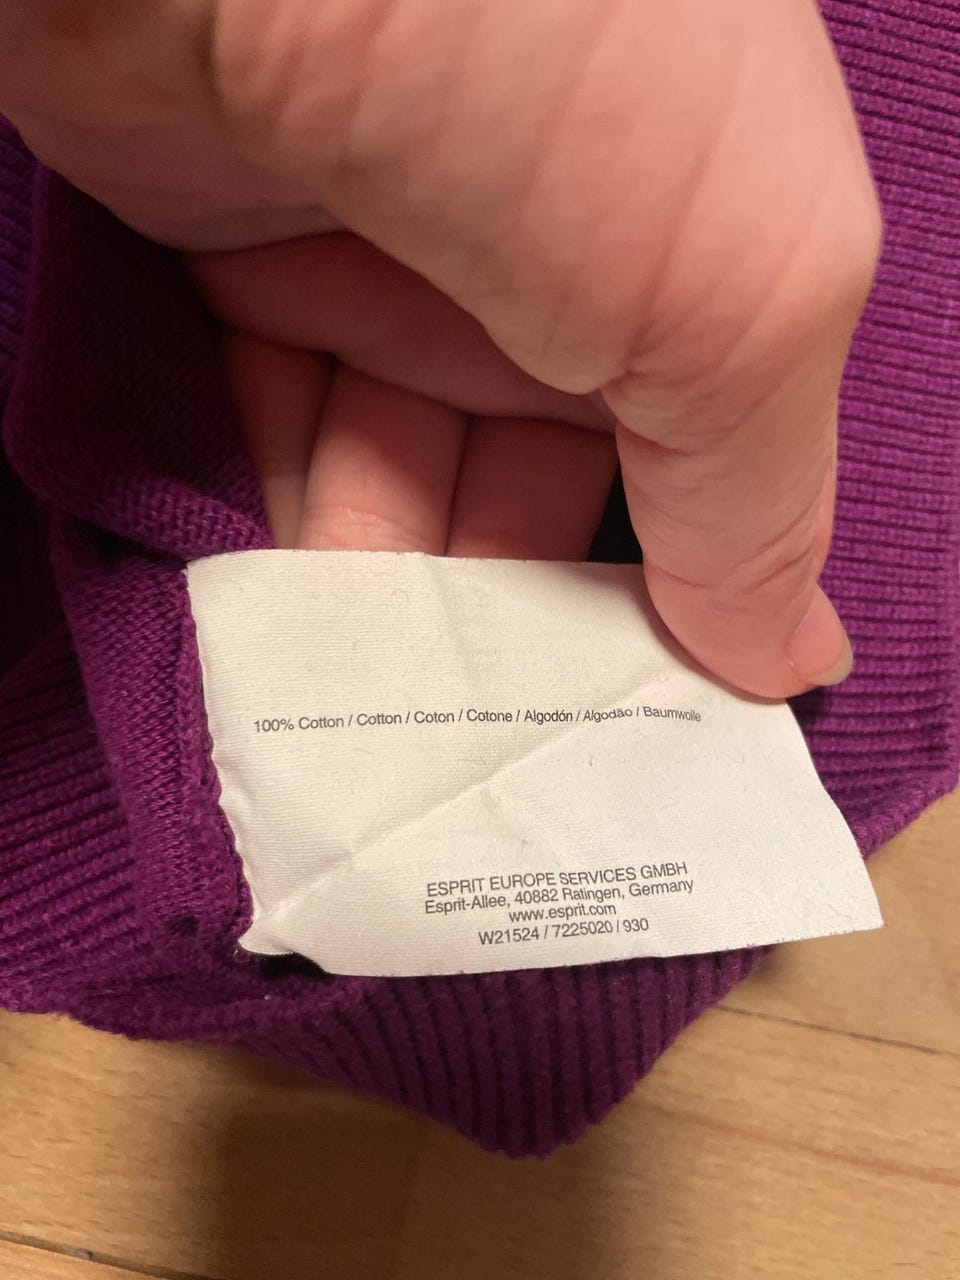 100% Cotton / Cotton / Coton / Cotone / Algodón / Algodão / Baumwolle
ESPRIT EUROPE SERVICES GMBH
Esprit-Allee, 40882 Ratingen, Germany
www.esprit.com
W21524 / 7225020 / 930